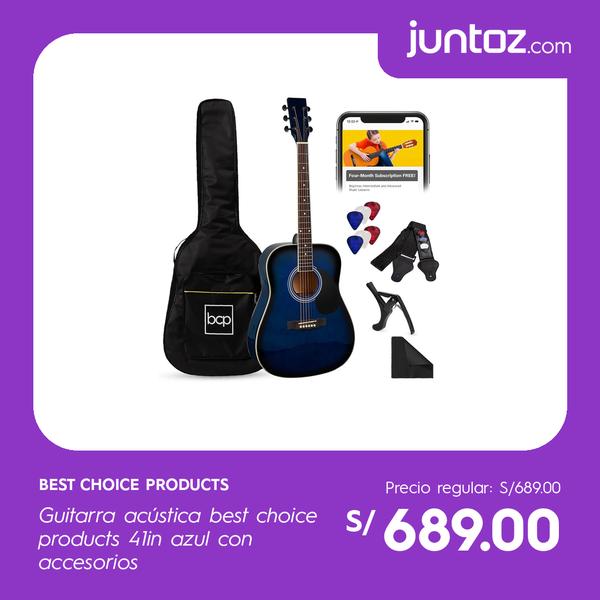 juntoz.com
Four-Month Subscription FREE!
bcp
BEST CHOICE PRODUCTS
Guitarra acústica best choice
products 41in azul con
accesorios
Precio regular: S/689.00
S/ 689.00